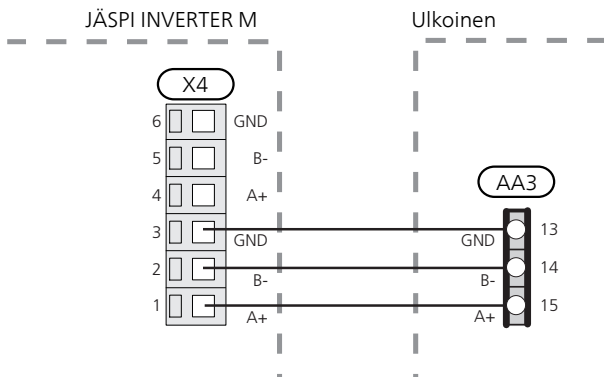 JÄSPI INVERTER M Ulkoinen
X4
6 GND
5 B-
4 A+
AA3
3 GND GND 13
2 B- B- 14
1 A+ A+ 15